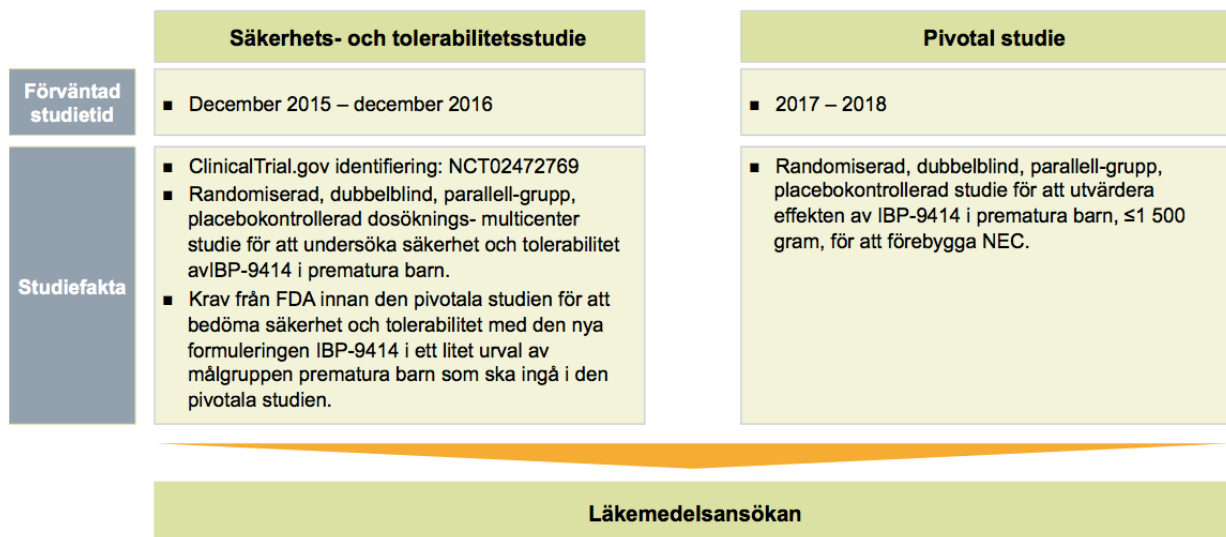 Säkerhets- och tolerabilitetsstudie
Pivotal studie
Förväntad
studietid
■ December 2015 – december 2016
■ 2017 – 2018
Studiefakta
■ ClinicalTrial.gov identifiering: NCT02472769
■ Randomiserad, dubbelblind, parallell-grupp,
placebokontrollerad dosöknings- multicenter
studie för att undersöka säkerhet och tolerabilitet
avIBP-9414 i prematura barn.
■ Krav från FDA innan den pivotala studien för att
bedöma säkerhet och tolerabilitet med den nya
formuleringen IBP-9414 i ett litet urval av
målgruppen prematura barn som ska ingå i den
pivotala studien.
■ Randomiserad, dubbelblind, parallell-grupp,
placebokontrollerad studie för att utvärdera
effekten av IBP-9414 i prematura barn, ≤1 500
gram, för att förebygga NEC.
Läkemedelsansökan